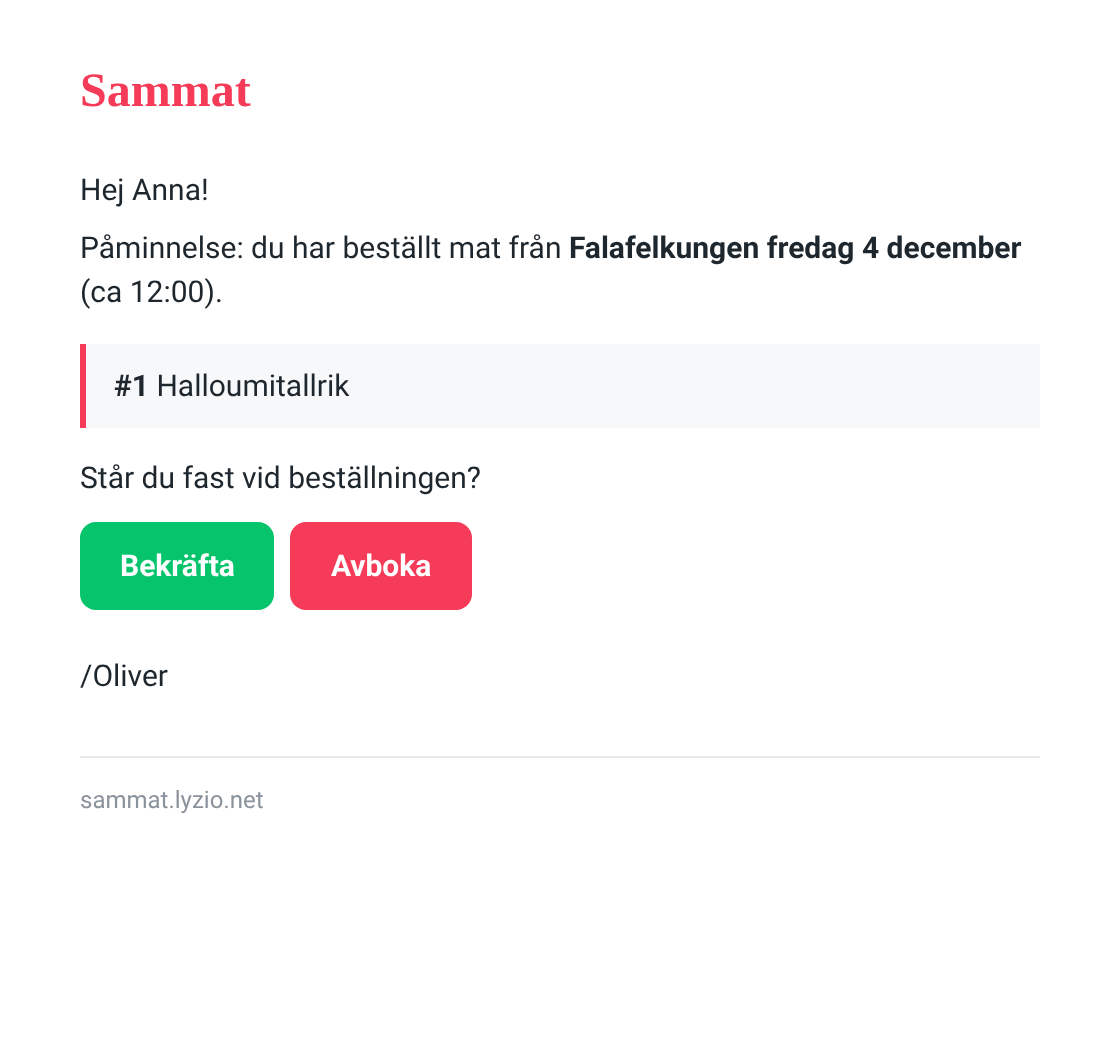 Sammat
Hej Anna!
Påminnelse: du har beställt mat från Falafelkungen fredag 4 december
(ca 12:00).
#1 Halloumitallrik
Står du fast vid beställningen?
Bekräfta Avboka
/Oliver
sammat.lyzio.net